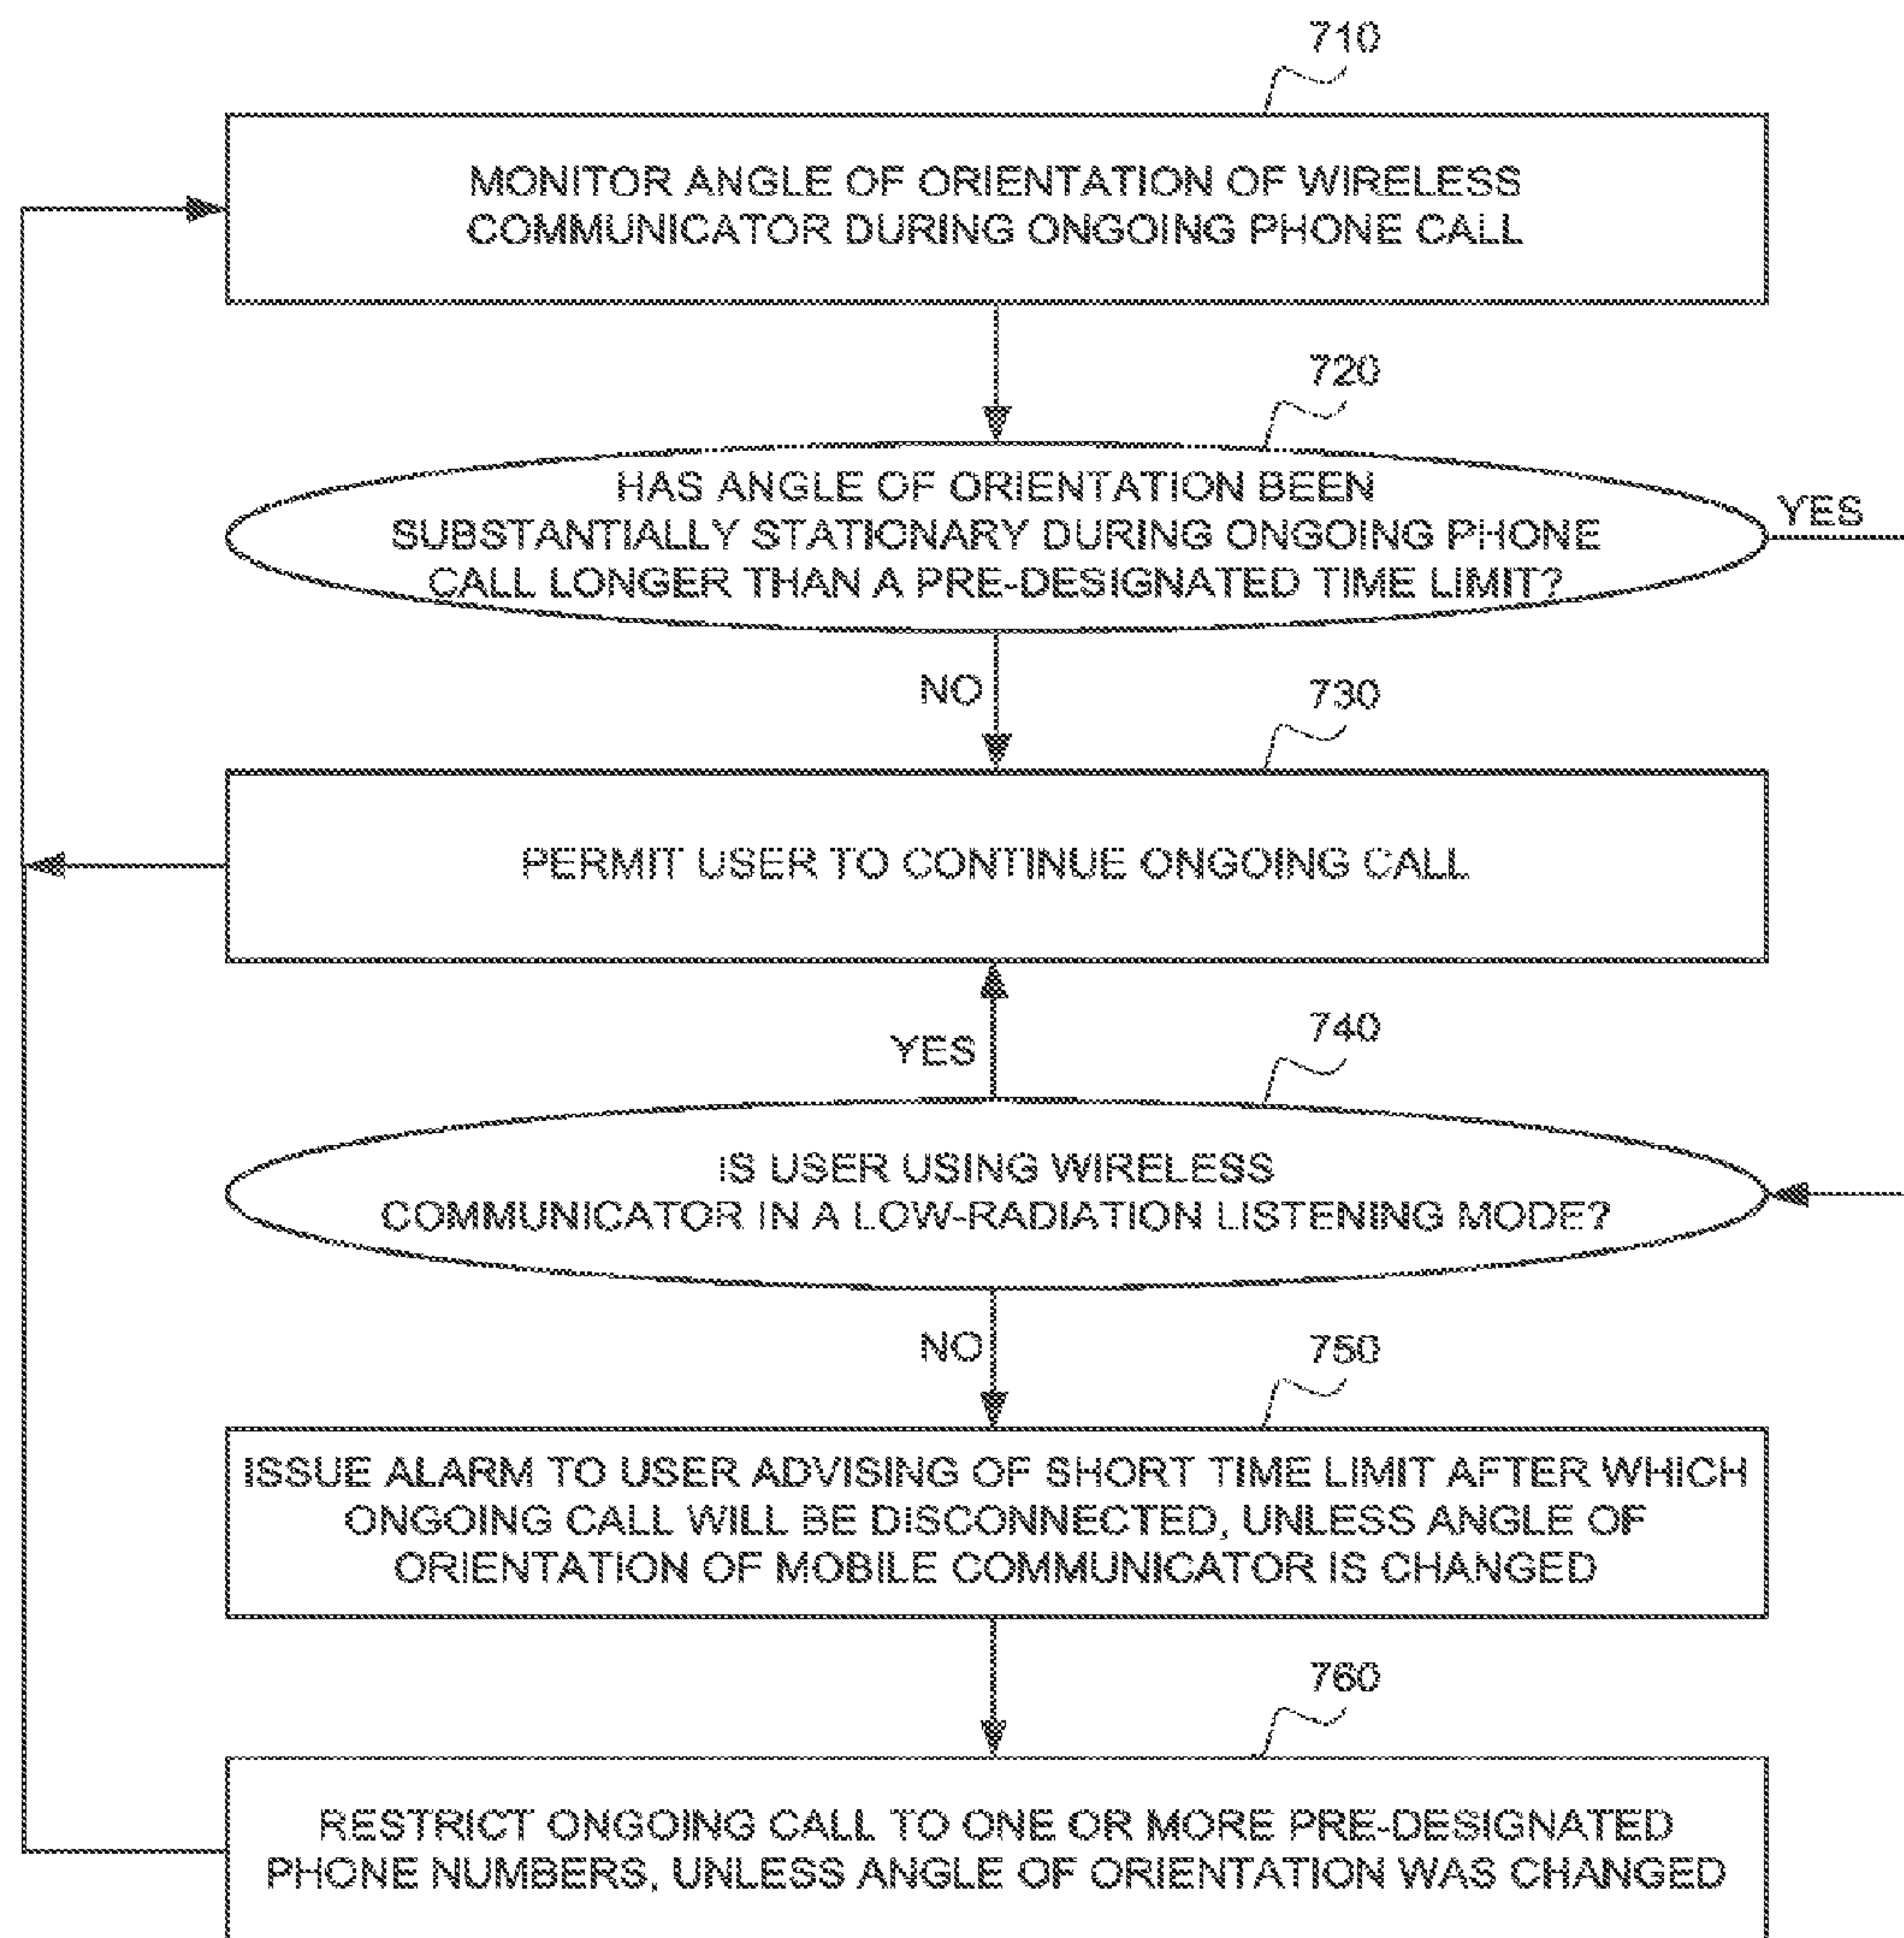 710
MONITOR ANGLE OF ORIENTATION OF WIRELESS
COMMUNICATOR DURING ONGOING PHONE CALL
720
HAS ANGLE OF ORIENTATION BEEN
SUBSTANTIALLY STATIONARY DURING ONGOING PHONE
CALL LONGER THAN A PRE-DESIGNATED TIME LIMIT?
YES
NO
730
PERMIT USER TO CONTINUE ONGOING CALL
YES
740
IS USER USING WIRELESS
COMMUNICATOR IN A LOW-RADIATION LISTENING MODE?
NO
750
ISSUE ALARM TO USER ADVISING OF SHORT TIME LIMIT AFTER WHICH
ONGOING CALL WILL BE DISCONNECTED, UNLESS ANGLE OF
ORIENTATION OF MOBILE COMMUNICATOR IS CHANGED
760
RESTRICT ONGOING CALL TO ONE OR MORE PRE-DESIGNATED
PHONE NUMBERS, UNLESS ANGLE OF ORIENTATION WAS CHANGED